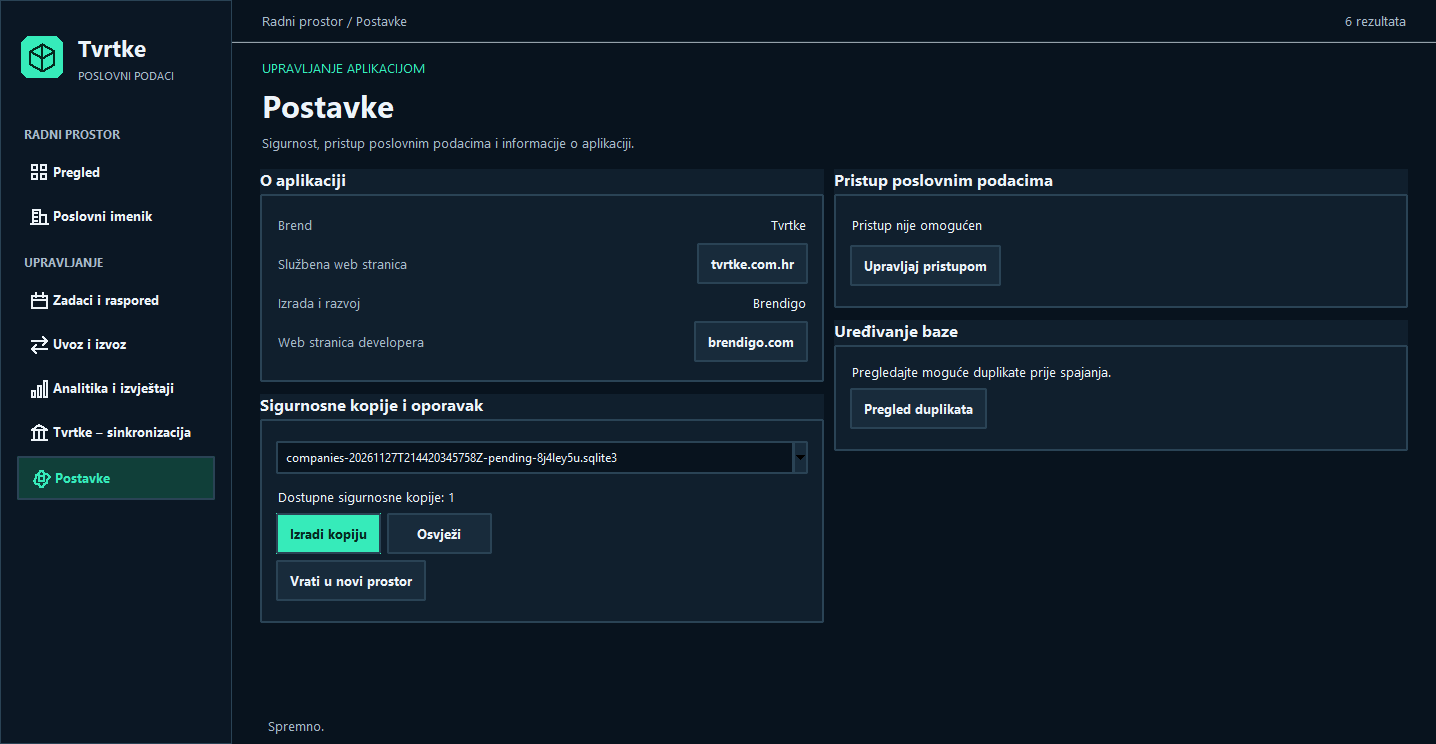 Tvrtke
POSLOVNI PODACI
RADNI PROSTOR
Pregled
Poslovni imenik
UPRAVLJANJE
Zadaci i raspored
Uvoz i izvoz
Analitika i izvještaji
Tvrtke – sinkronizacija
Postavke
Radni prostor / Postavke
6 rezultata
UPRAVLJANJE APLIKACIJOM
Postavke
Sigurnost, pristup poslovnim podacima i informacije o aplikaciji.
O aplikaciji
Brend Tvrtke
Službena web stranica tvrtke.com.hr
Izrada i razvoj Brendigo
Web stranica developera brendigo.com
Sigurnosne kopije i oporavak
companies-20261127T214420345758Z-pending-8j4ley5u.sqlite3
Dostupne sigurnosne kopije: 1
Izradi kopiju Osvježi
Vrati u novi prostor
Pristup poslovnim podacima
Pristup nije omogućen
Upravljaj pristupom
Uređivanje baze
Pregledajte moguće duplikate prije spajanja.
Pregled duplikata
Spremno.